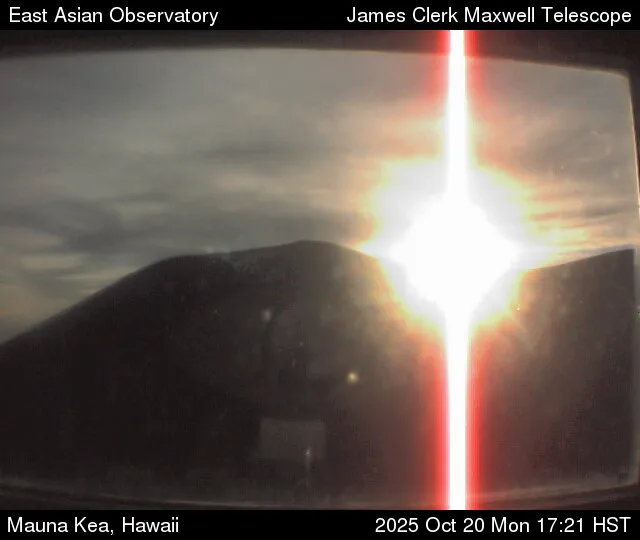 East Asian Observatory
James Clerk Maxwell Telescope
Mauna Kea, Hawaii
2025 Oct 20 Mon 17:21 HST